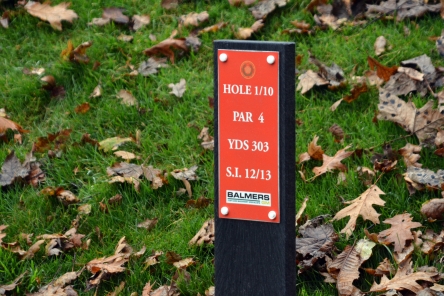 HOLE 1/10
PAR 4
YDS 303
S.I. 12/13
BALMERS